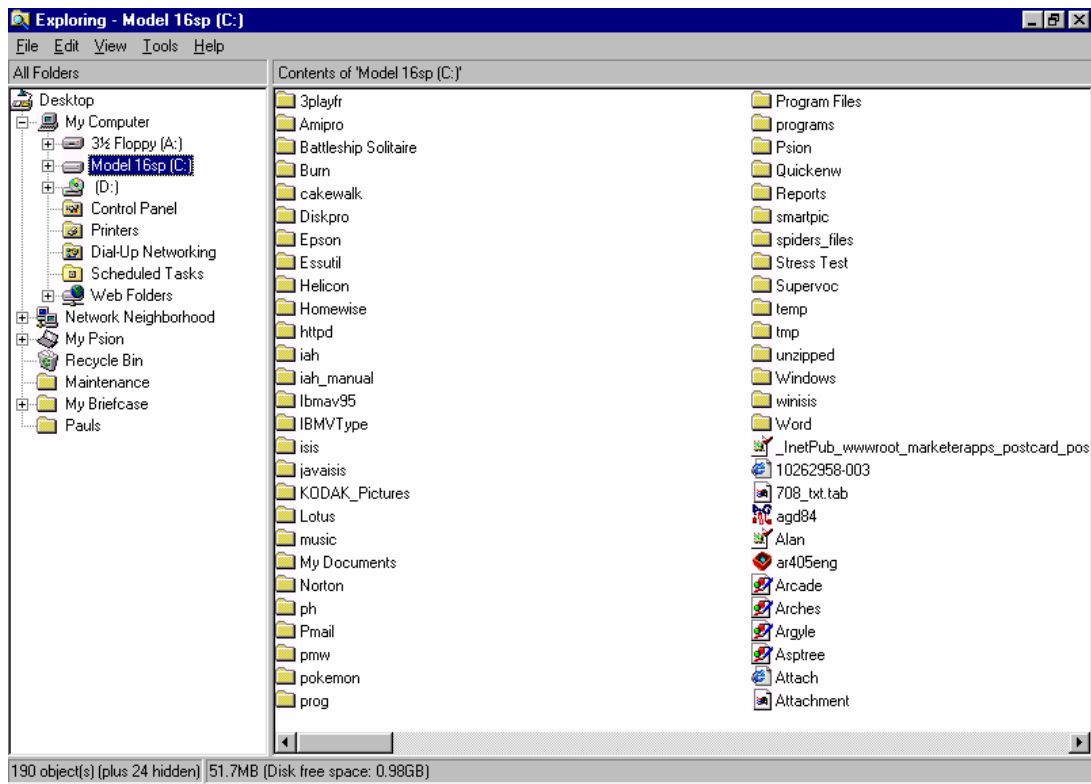 Exploring - Model 16sp (C:)
File Edit View Tools Help
All Folders
Contents of 'Model 16sp (C:)'
Desktop
My Computer
3½ Floppy (A:)
Model 16sp (C:)
(D:)
Control Panel
Printers
Dial-Up Networking
Scheduled Tasks
Web Folders
Network Neighborhood
My Psion
Recycle Bin
Maintenance
My Briefcase
Pauls
3playfr
Amipro
Battleship Solitaire
Burn
cakewalk
Diskpro
Epson
Essutil
Helicon
Homewise
httpd
iah
iah_manual
Ibmav95
IBMVType
isis
javaisis
KODAK_Pictures
Lotus
music
My Documents
Norton
ph
Pmail
pmw
pokemon
prog
Program Files
programs
Psion
Quickenw
Reports
smartpic
spiders_files
Stress Test
Supervoc
temp
tmp
unzipped
Windows
winisis
Word
_InetPub_wwwroot_marketerapps_postcard_pos
10262958-003
708_txt.tab
agd84
Alan
ar405eng
Arcade
Arches
Argyle
Asptree
Attach
Attachment
190 object(s) (plus 24 hidden) 51.7MB (Disk free space: 0.98GB)